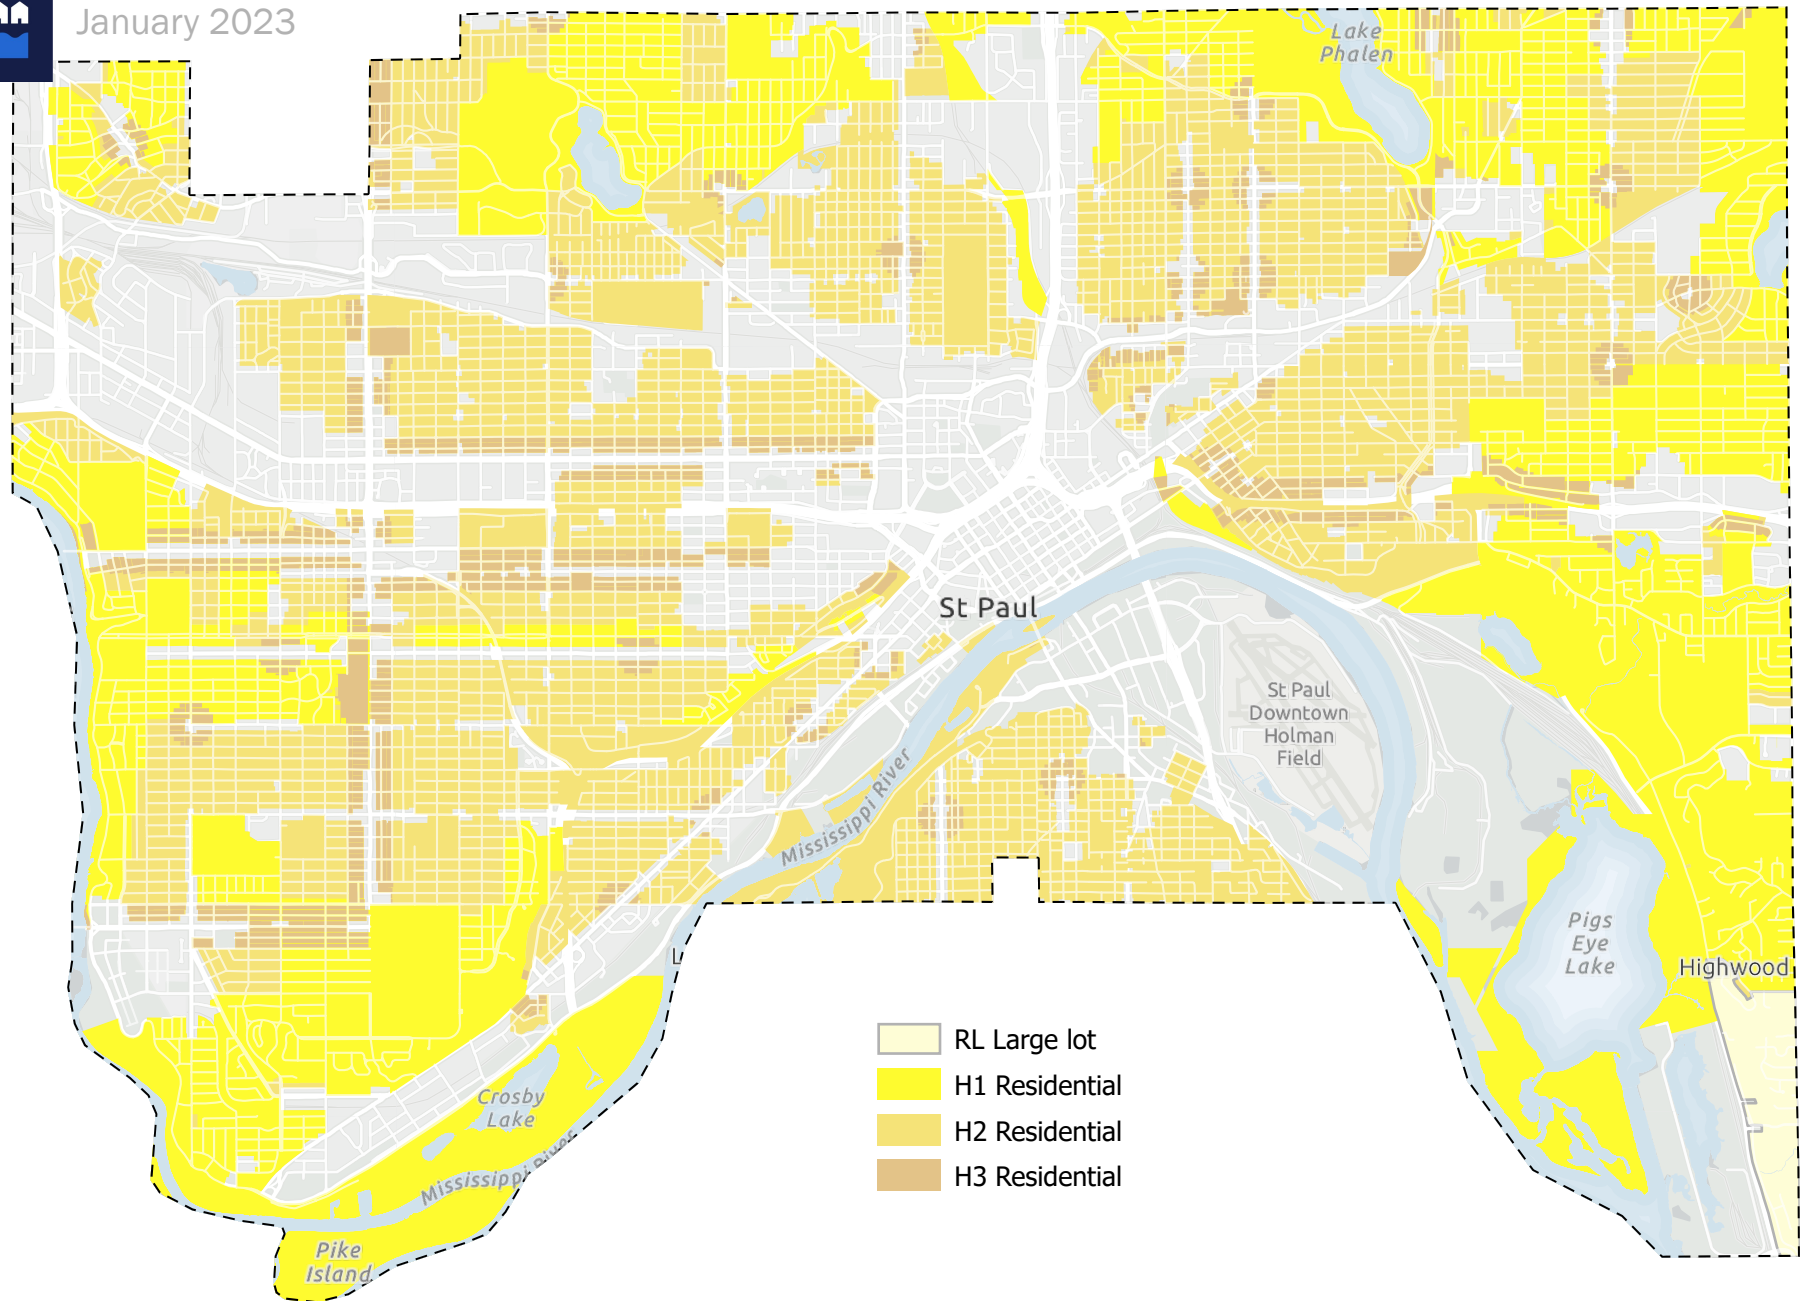 January 2023
Lake
Phalen
St Paul
St Paul
Downtown
Holman
Field
Mississippi River
Pigs
Eye
Lake
Highwood
L
RL Large lot
H1 Residential
H2 Residential
H3 Residential
Crosby
Lake
Mississippi River
Pike
Island